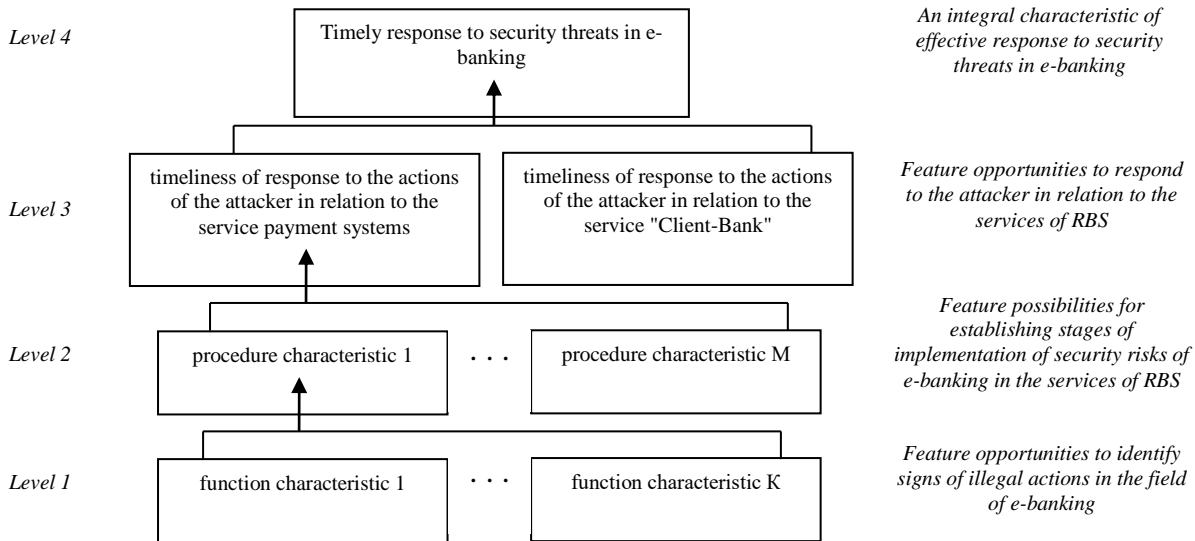 Level 4
Timely response to security threats in e-
banking
An integral characteristic of
effective response to security
threats in e-banking
Level 3
timeliness of response to the actions
of the attacker in relation to the
service payment systems
timeliness of response to the actions
of the attacker in relation to the
service "Client-Bank"
Feature opportunities to respond
to the attacker in relation to the
services of RBS
Level 2
procedure characteristic 1
. . .
procedure characteristic M
Feature possibilities for
establishing stages of
implementation of security risks of
e-banking in the services of RBS
Level 1
function characteristic 1
. . .
function characteristic K
Feature opportunities to identify
signs of illegal actions in the field
of e-banking